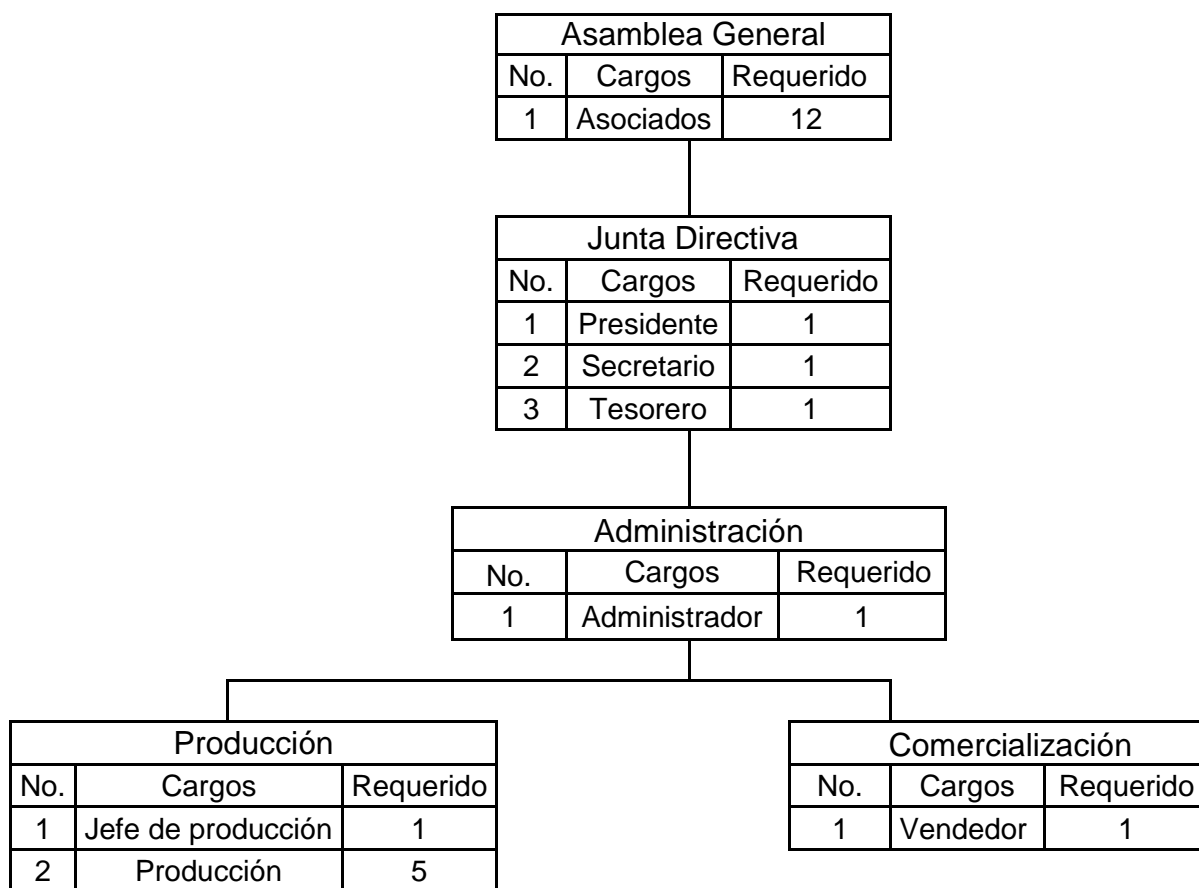 Asamblea General
No. Cargos Requerido
1 Asociados 12
Junta Directiva
No. Cargos Requerido
1 Presidente 1
2 Secretario 1
3 Tesorero 1
Administración
No. Cargos Requerido
1 Administrador 1
Producción
No. Cargos Requerido
1 Jefe de producción 1
2 Producción 5
Comercialización
No. Cargos Requerido
1 Vendedor 1